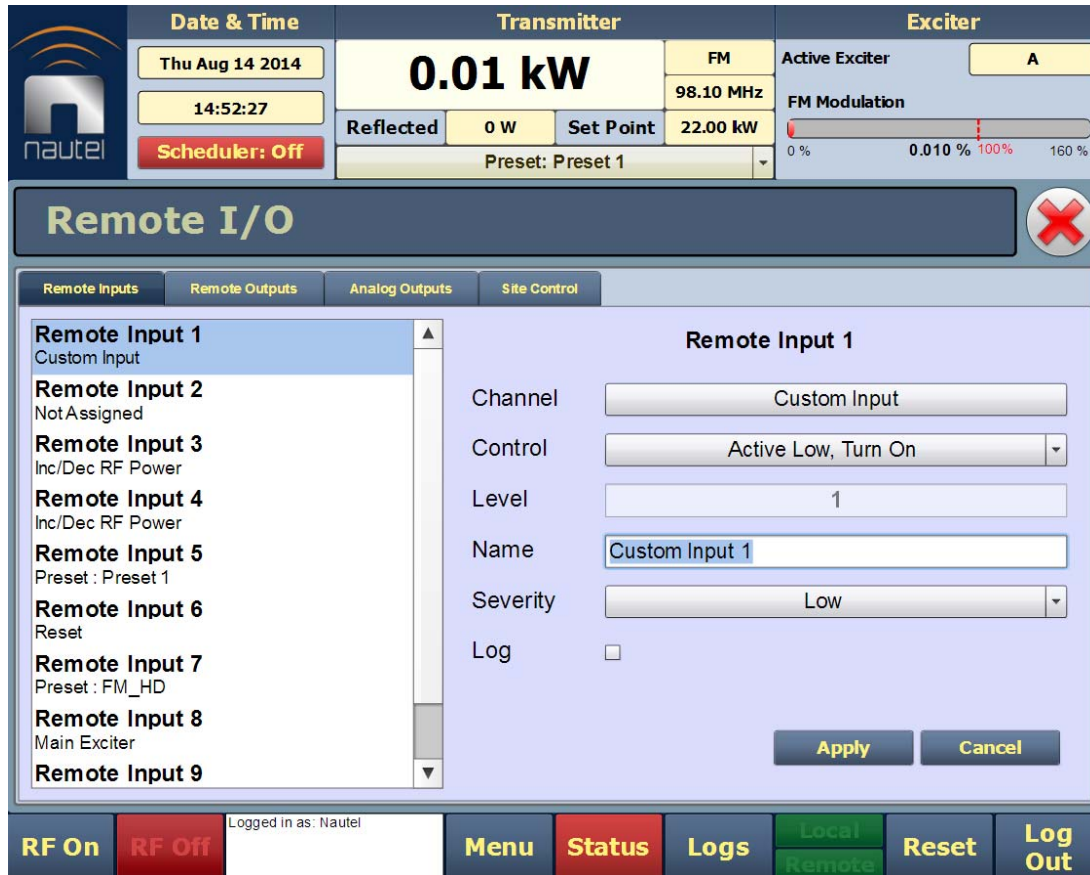 Date & Time
Transmitter
Exciter
nautel
Thu Aug 14 2014
14:52:27
Scheduler: Off
0.01 kW
FM
98.10 MHz
Reflected
0 W
Set Point
22.00 kW
Preset: Preset 1
Active Exciter
A
FM Modulation
0 %
0.010 %
100%
160 %
Remote I/O
Remote Inputs
Remote Outputs
Analog Outputs
Site Control
Remote Input 1
Custom Input
Remote Input 2
Not Assigned
Remote Input 3
Inc/Dec RF Power
Remote Input 4
Inc/Dec RF Power
Remote Input 5
Preset : Preset 1
Remote Input 6
Reset
Remote Input 7
Preset : FM_HD
Remote Input 8
Main Exciter
Remote Input 9
Remote Input 1
Channel
Custom Input
Control
Active Low, Turn On
Level
1
Name
Custom Input 1
Severity
Low
Log
Apply
Cancel
RF On
RF Off
Logged in as: Nautel
Menu
Status
Logs
Local
Remote
Reset
Log
Out